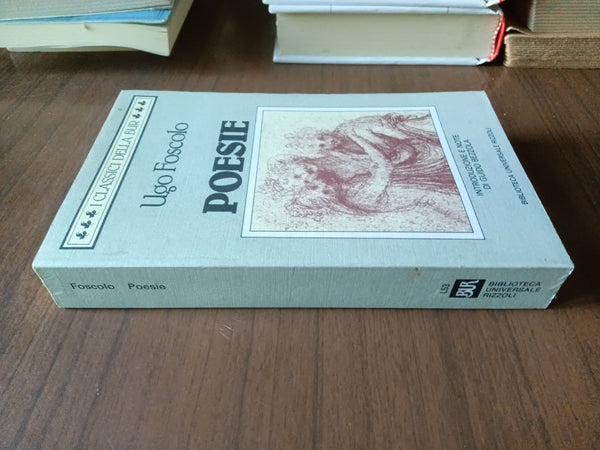 I CLASSICI DELLA BUR
Ugo Foscolo
POESIE
INTRODUZIONE E NOTE
DI GUIDO BEZZOLA
BIBLIOTECA UNIVERSALE RIZZOLI
Foscolo Poesie
L52
BUR
BIBLIOTECA
UNIVERSALE
RIZZOLI